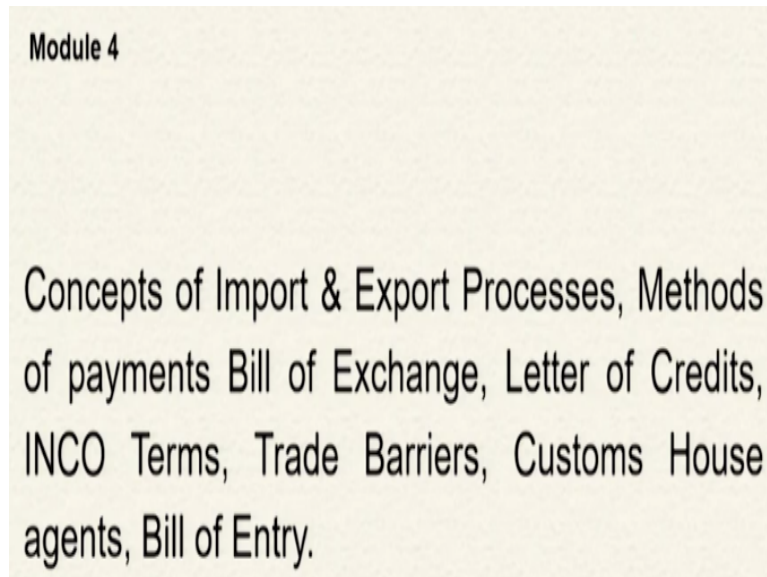 Module 4
Concepts of Import & Export Processes, Methods
of payments Bill of Exchange, Letter of Credits,
INCO Terms, Trade Barriers, Customs House
agents, Bill of Entry.